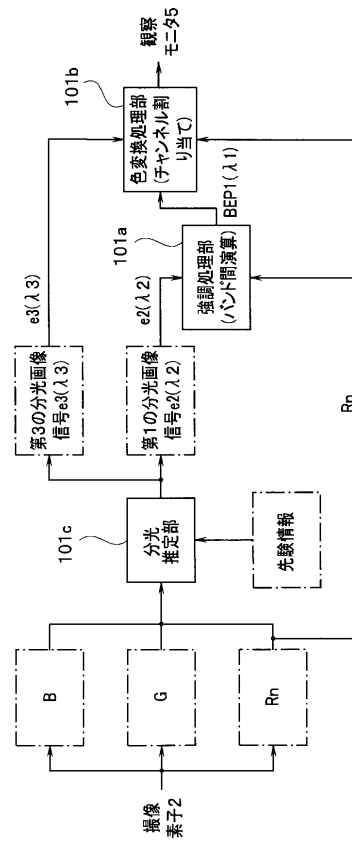 撮像
素子2
B
G
Rn
101c
分光
推定部
先験情報
第3の分光画像
信号e3(λ3)
第1の分光画像
信号e2(λ2)
e3(λ3)
e2(λ2)
101a
強調処理部
(バンド間演算)
BEP1(λ1)
Rn
101b
色変換処理部
(チャンネル割
り当て)
観察
モニタ5